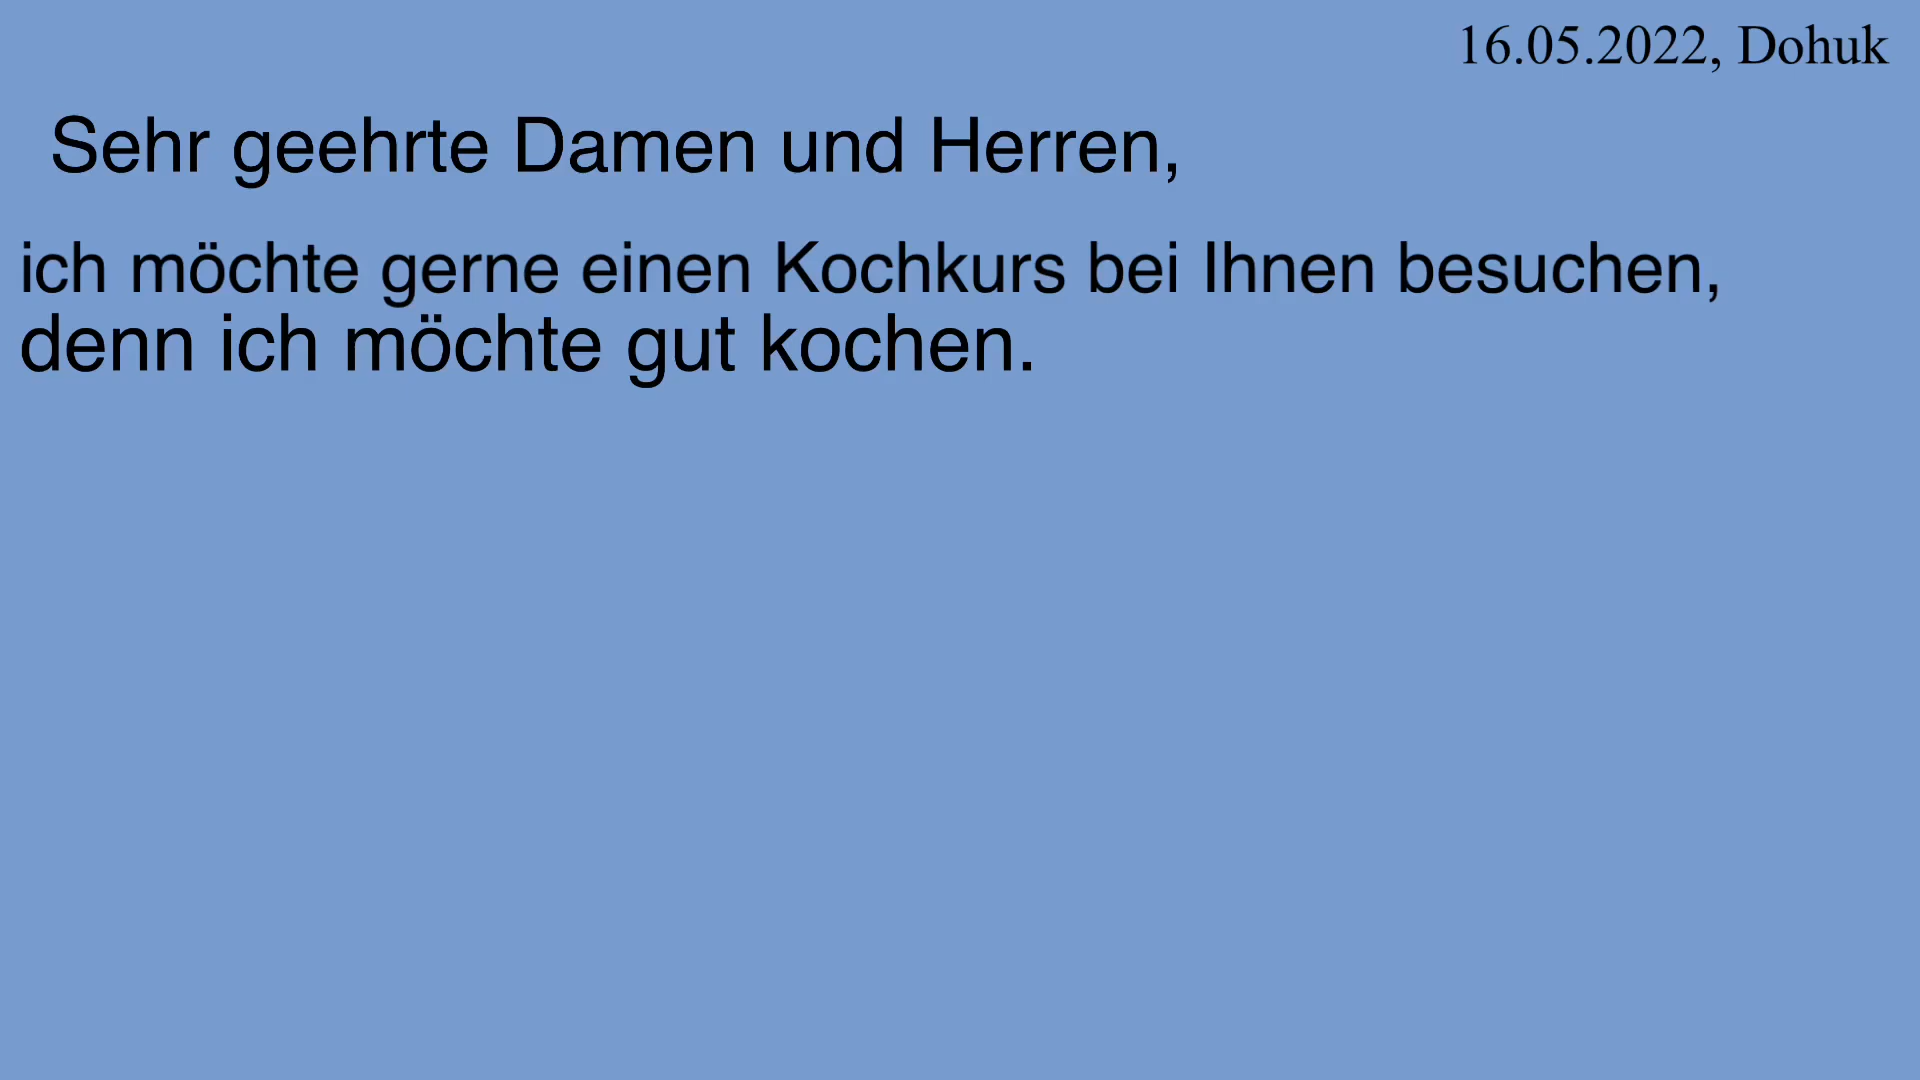 16.05.2022, Dohuk
Sehr geehrte Damen und Herren,
ich möchte gerne einen Kochkurs bei Ihnen besuchen,
denn ich möchte gut kochen.